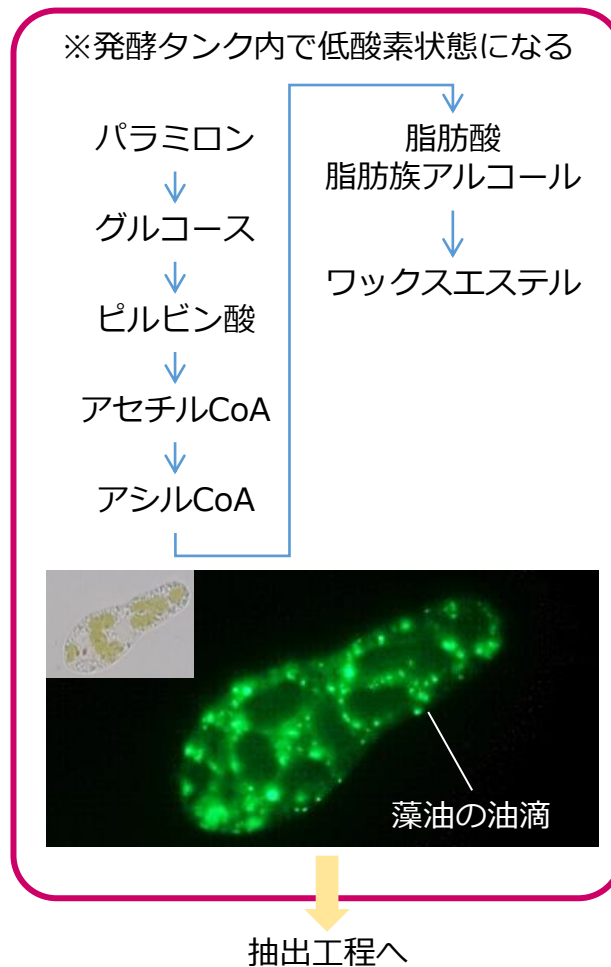 ※発酵タンク内で低酸素状態になる
パラミロン
グルコース
ピルビン酸
アセチルCoA
アシルCoA
脂肪酸
脂肪族アルコール
ワックスエステル
藻油の油滴
抽出工程へ